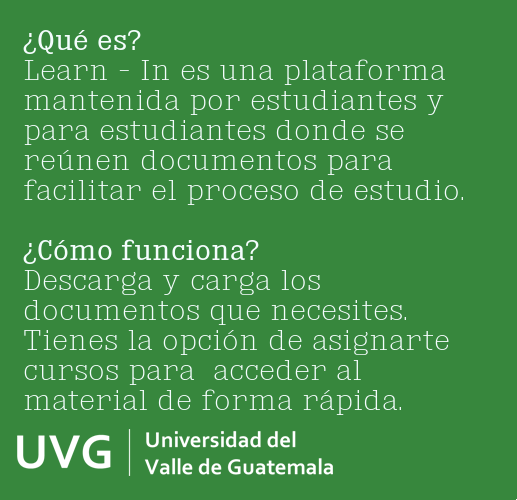 ¿Qué es?
Learn - In es una plataforma
mantenida por estudiantes y
para estudiantes donde se
reúnen documentos para
facilitar el proceso de estudio.
¿Cómo funciona?
Descarga y carga los
documentos que necesites.
Tienes la opción de asignarte
cursos para  acceder al
material de forma rápida.
UVG
Universidad del
Valle de Guatemala